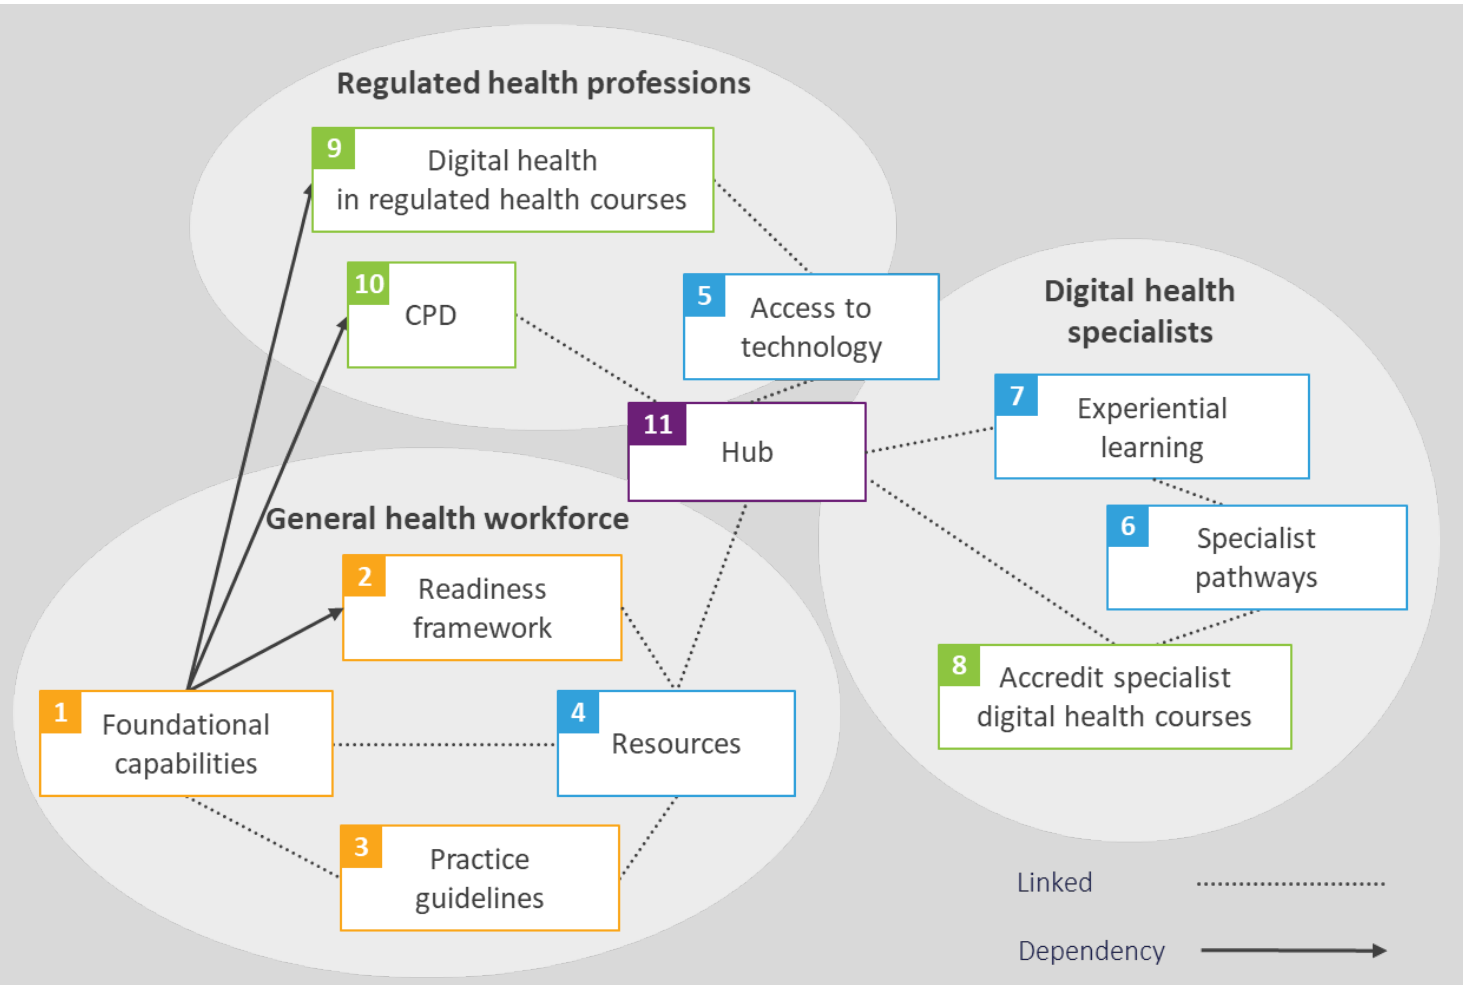 Regulated health professions
9
Digital health
in regulated health courses
10
CPD
5
Access to
technology
Digital health
specialists
7
Experiential
learning
11
Hub
6
Specialist
pathways
8
Accredit specialist
digital health courses
General health workforce
2
Readiness
framework
1
Foundational
capabilities
4
Resources
3
Practice
guidelines
Linked
Dependency